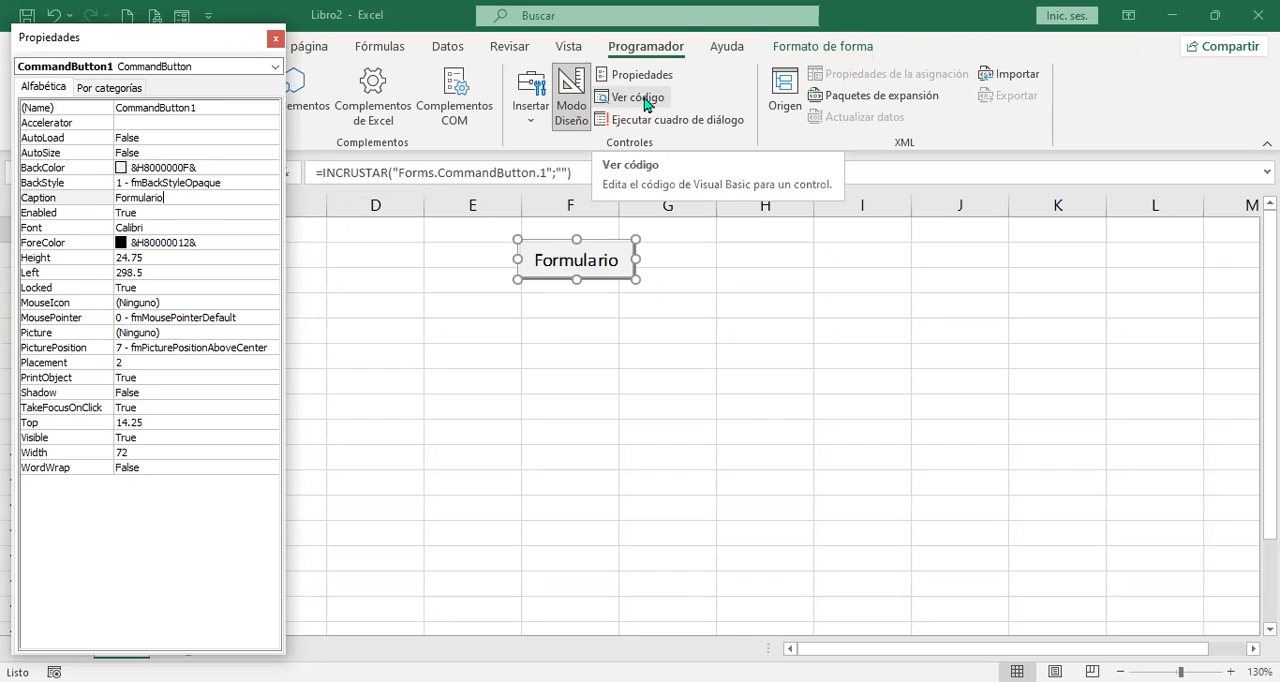 Libro2 - Excel
Buscar
Inic. ses.
Propiedades
x
página
Fórmulas
Datos
Revisar
Vista
Programador
Ayuda
Formato de forma
Compartir
CommandButton1 CommandButton
Alfabética
Por categorías
(Name) CommandButton1
Accelerator
AutoLoad False
AutoSize False
BackColor &H8000000F&
BackStyle 1 - fmBackStyleOpaque
Caption Formulario
Enabled True
Font Calibri
ForeColor &H80000012&
Height 24.75
Left 298.5
Locked True
MouseIcon (Ninguno)
MousePointer 0 - fmMousePointerDefault
Picture (Ninguno)
PicturePosition 7 - fmPicturePositionAboveCenter
Placement 2
PrintObject True
Shadow False
TakeFocusOnClick True
Top 14.25
Visible True
Width 72
WordWrap False
Complementos
de Excel
Complementos
COM
Complementos
Insertar
Modo
Diseño
Propiedades
Ver código
Ejecutar cuadro de diálogo
Controles
Origen
Propiedades de la asignación
Paquetes de expansión
Actualizar datos
Importar
Exportar
XML
=INCRUSTAR("Forms.CommandButton.1";"")
Ver código
Edita el código de Visual Basic para un control.
D E F G H I J K L M
Formulario
Listo
130%